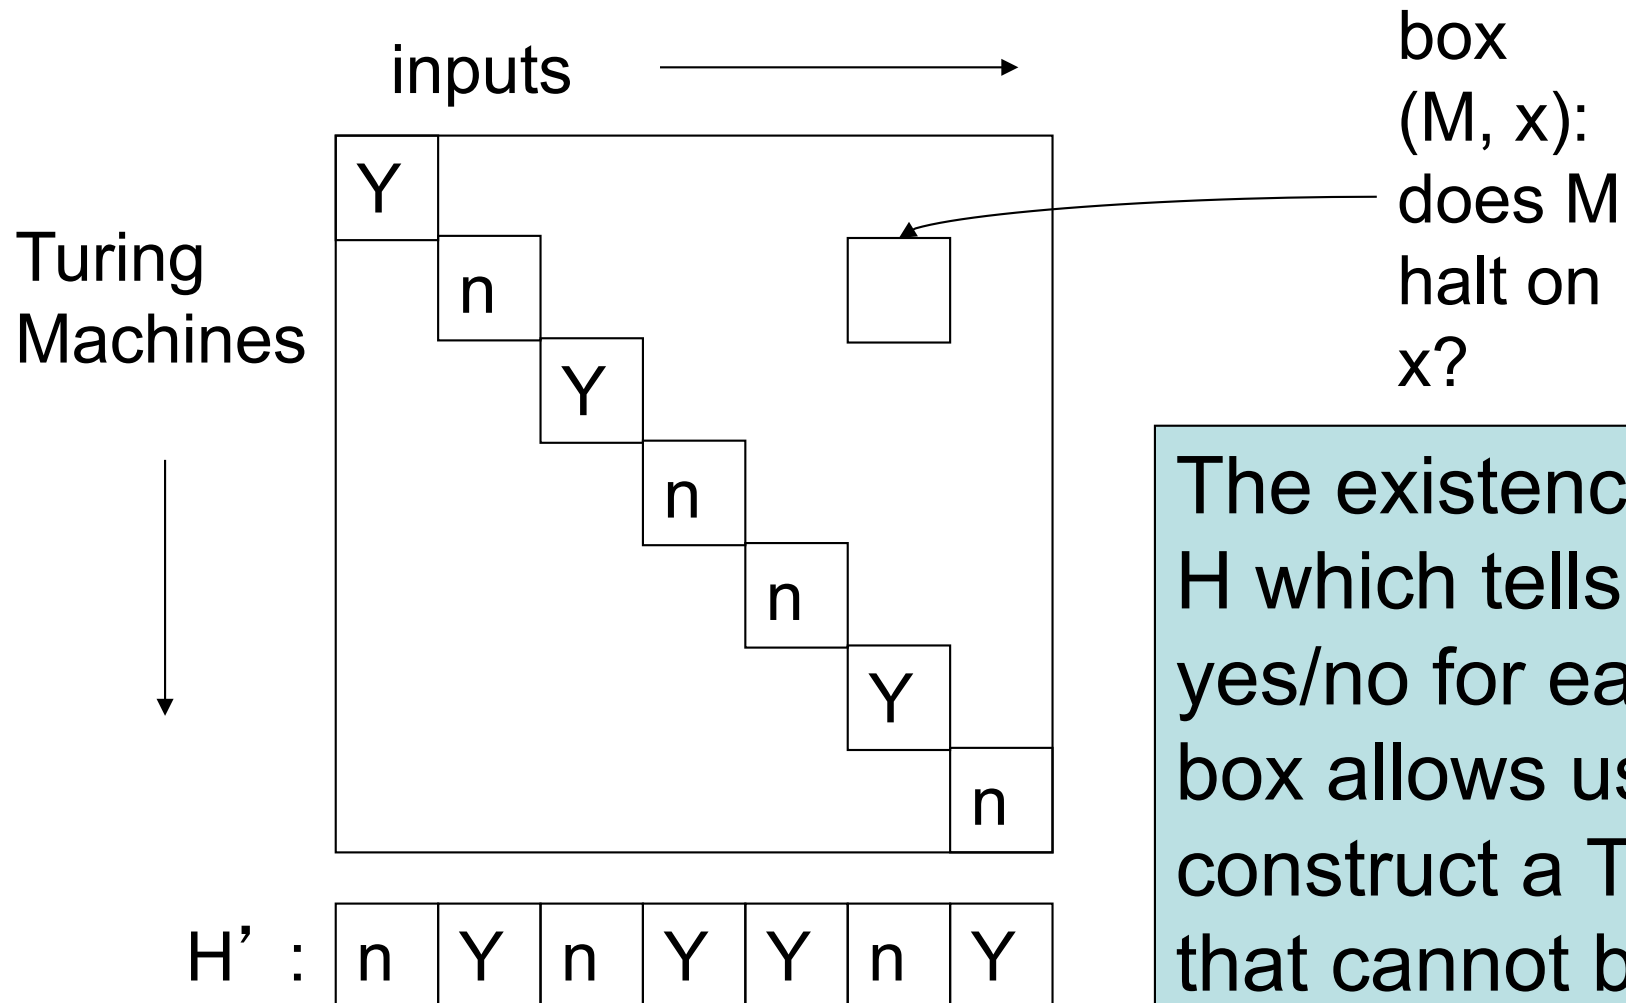 inputs
box
(M, x):
does M
halt on
x?
Turing
Machines
Y
n
Y
n
n
Y
n
H’ : n Y n Y Y n Y
The existenc
H which tells
yes/no for ea
box allows us
construct a T
that cannot b